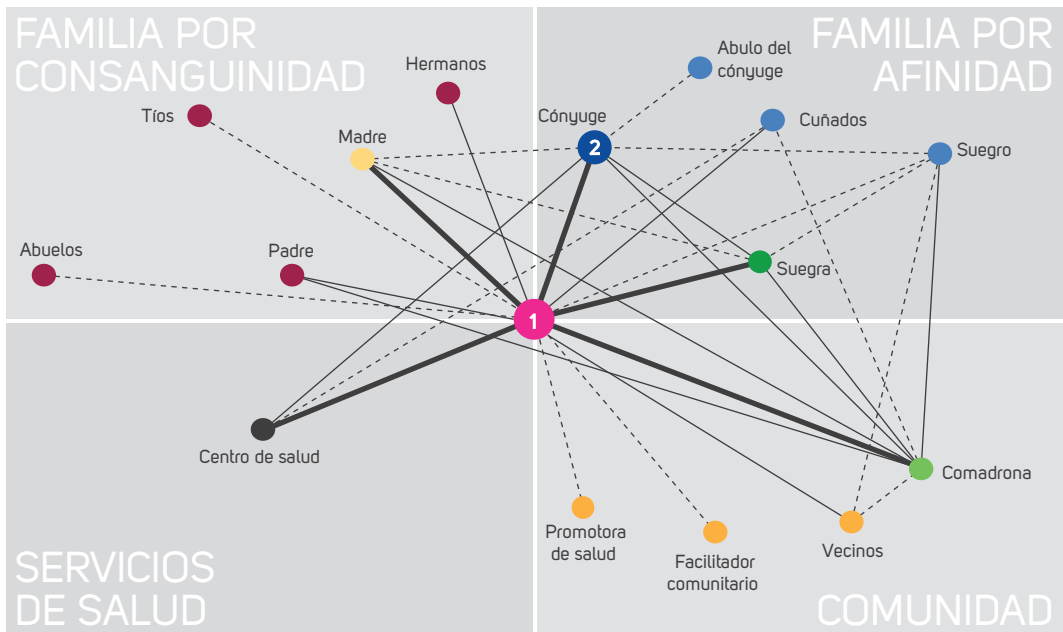 FAMILIA POR
CONSANGUINIDAD
FAMILIA POR
AFINIDAD
Hermanos
Abulo del
cónyuge
Tíos
Madre
Cónyuge
2
Cuñados
Suegro
Abuelos
Padre
Suegra
1
Centro de salud
Comadrona
Promotora
de salud
Facilitador
comunitario
Vecinos
SERVICIOS
DE SALUD
COMUNIDAD